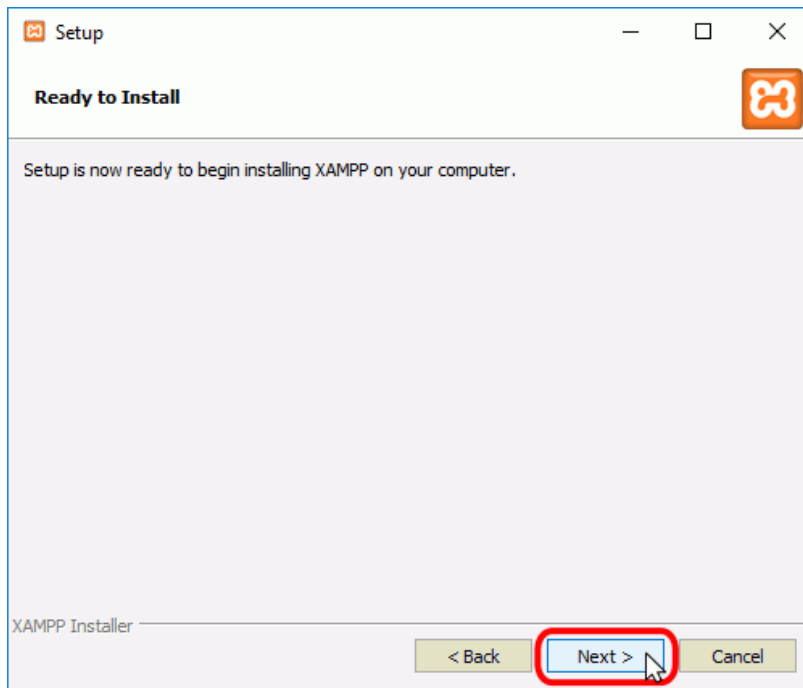 Setup
Ready to Install
Setup is now ready to begin installing XAMPP on your computer.
XAMPP Installer
< Back Next > Cancel